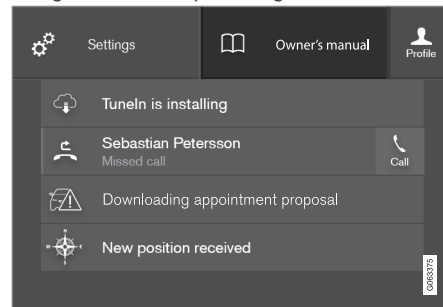 Settings
Owner's manual
Profile
TuneIn is installing
Sebastian Petersson
Missed call
Call
Downloading appointment proposal
N
W
E
S
New position received
G063375